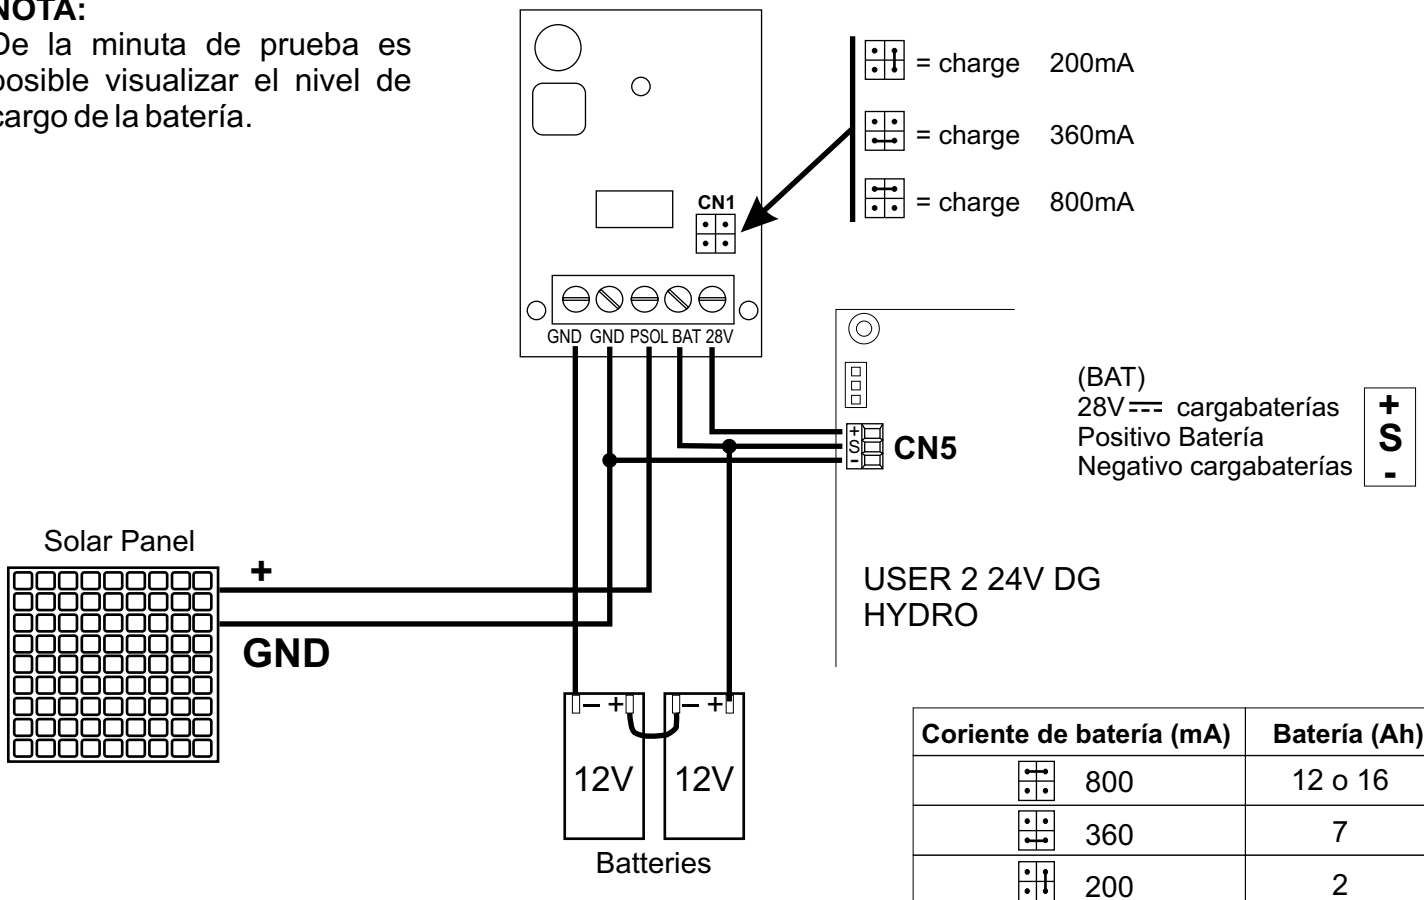 NOTA:
De la minuta de prueba es
posible visualizar el nivel de
cargo de la batería.
= charge 200mA
= charge 360mA
= charge 800mA
CN1
GND GND PSOL BAT 28V
+
S
-
CN5
(BAT)
28V cargabaterías
Positivo Batería
Negativo cargabaterías
+
S
-
Solar Panel
+
GND
USER 2 24V DG
HYDRO
– + – +
12V 12V
Batteries
Coriente de batería (mA) Batería (Ah)
800 12 o 16
360 7
200 2